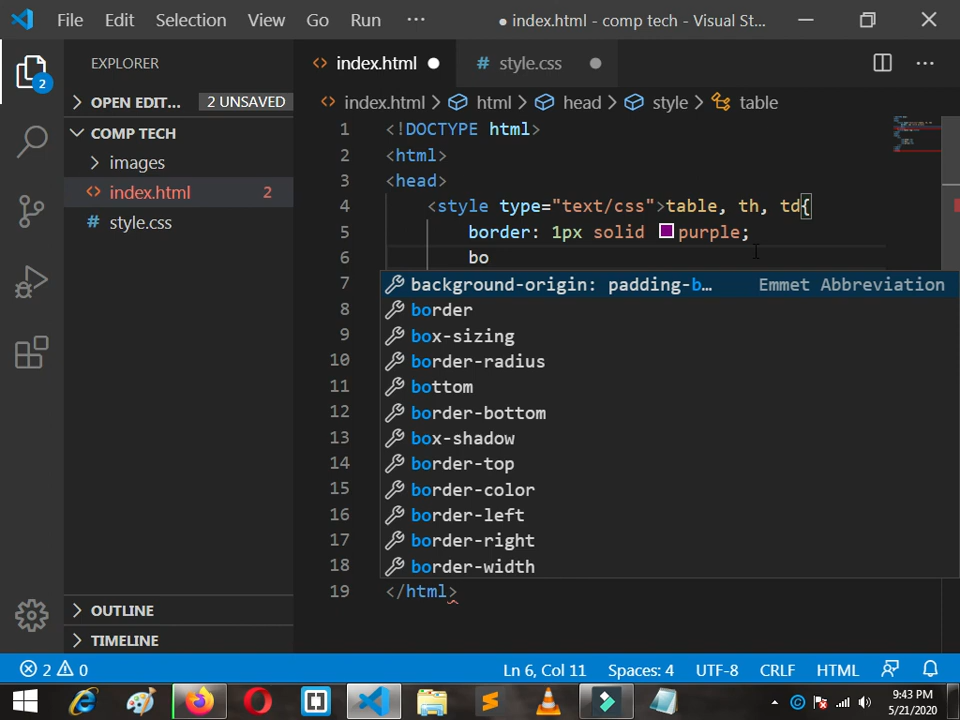 File Edit Selection View Go Run ···
● index.html - comp tech - Visual St...
EXPLORER
OPEN EDIT... 2 UNSAVED
COMP TECH
images
index.html 2
style.css
OUTLINE
TIMELINE
<> index.html ●
# style.css ●
<> index.html > html > head > style > table
1 <!DOCTYPE html>
2 <html>
3 <head>
4 <style type="text/css">table, th, td{
5 border: 1px solid purple;
6 bo
7 background-origin: padding-b... Emmet Abbreviation
8 border
9 box-sizing
10 border-radius
11 bottom
12 border-bottom
13 box-shadow
14 border-top
15 border-color
16 border-left
17 border-right
18 border-width
19 </html>
2 0 Ln 6, Col 11 Spaces: 4 UTF-8 CRLF HTML
9:43 PM
5/21/2020